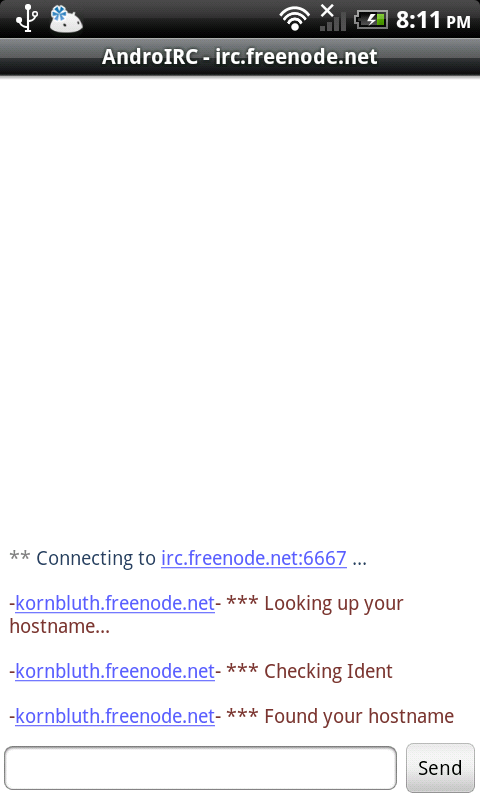 8:11 PM
AndroIRC - irc.freenode.net
** Connecting to irc.freenode.net:6667 ...
-kornbluth.freenode.net- *** Looking up your
hostname...
-kornbluth.freenode.net- *** Checking Ident
-kornbluth.freenode.net- *** Found your hostname
Send